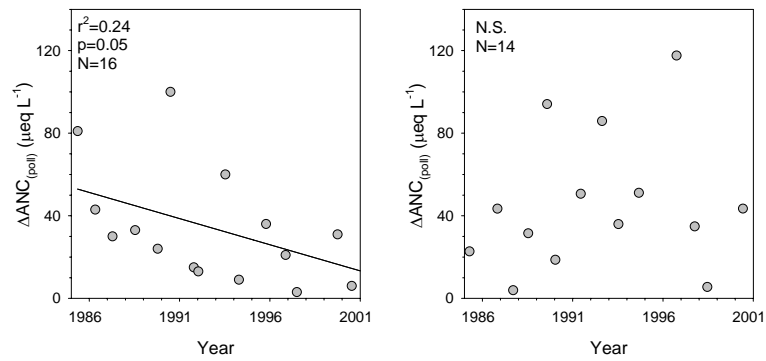 r²=0.24
p=0.05
N=16
120
80
40
0
ΔANC(poll) (μeq L⁻¹)
1986 1991 1996 2001
Year
N.S.
N=14
120
80
40
0
ΔANC(poll) (μeq L⁻¹)
1986 1991 1996 2001
Year